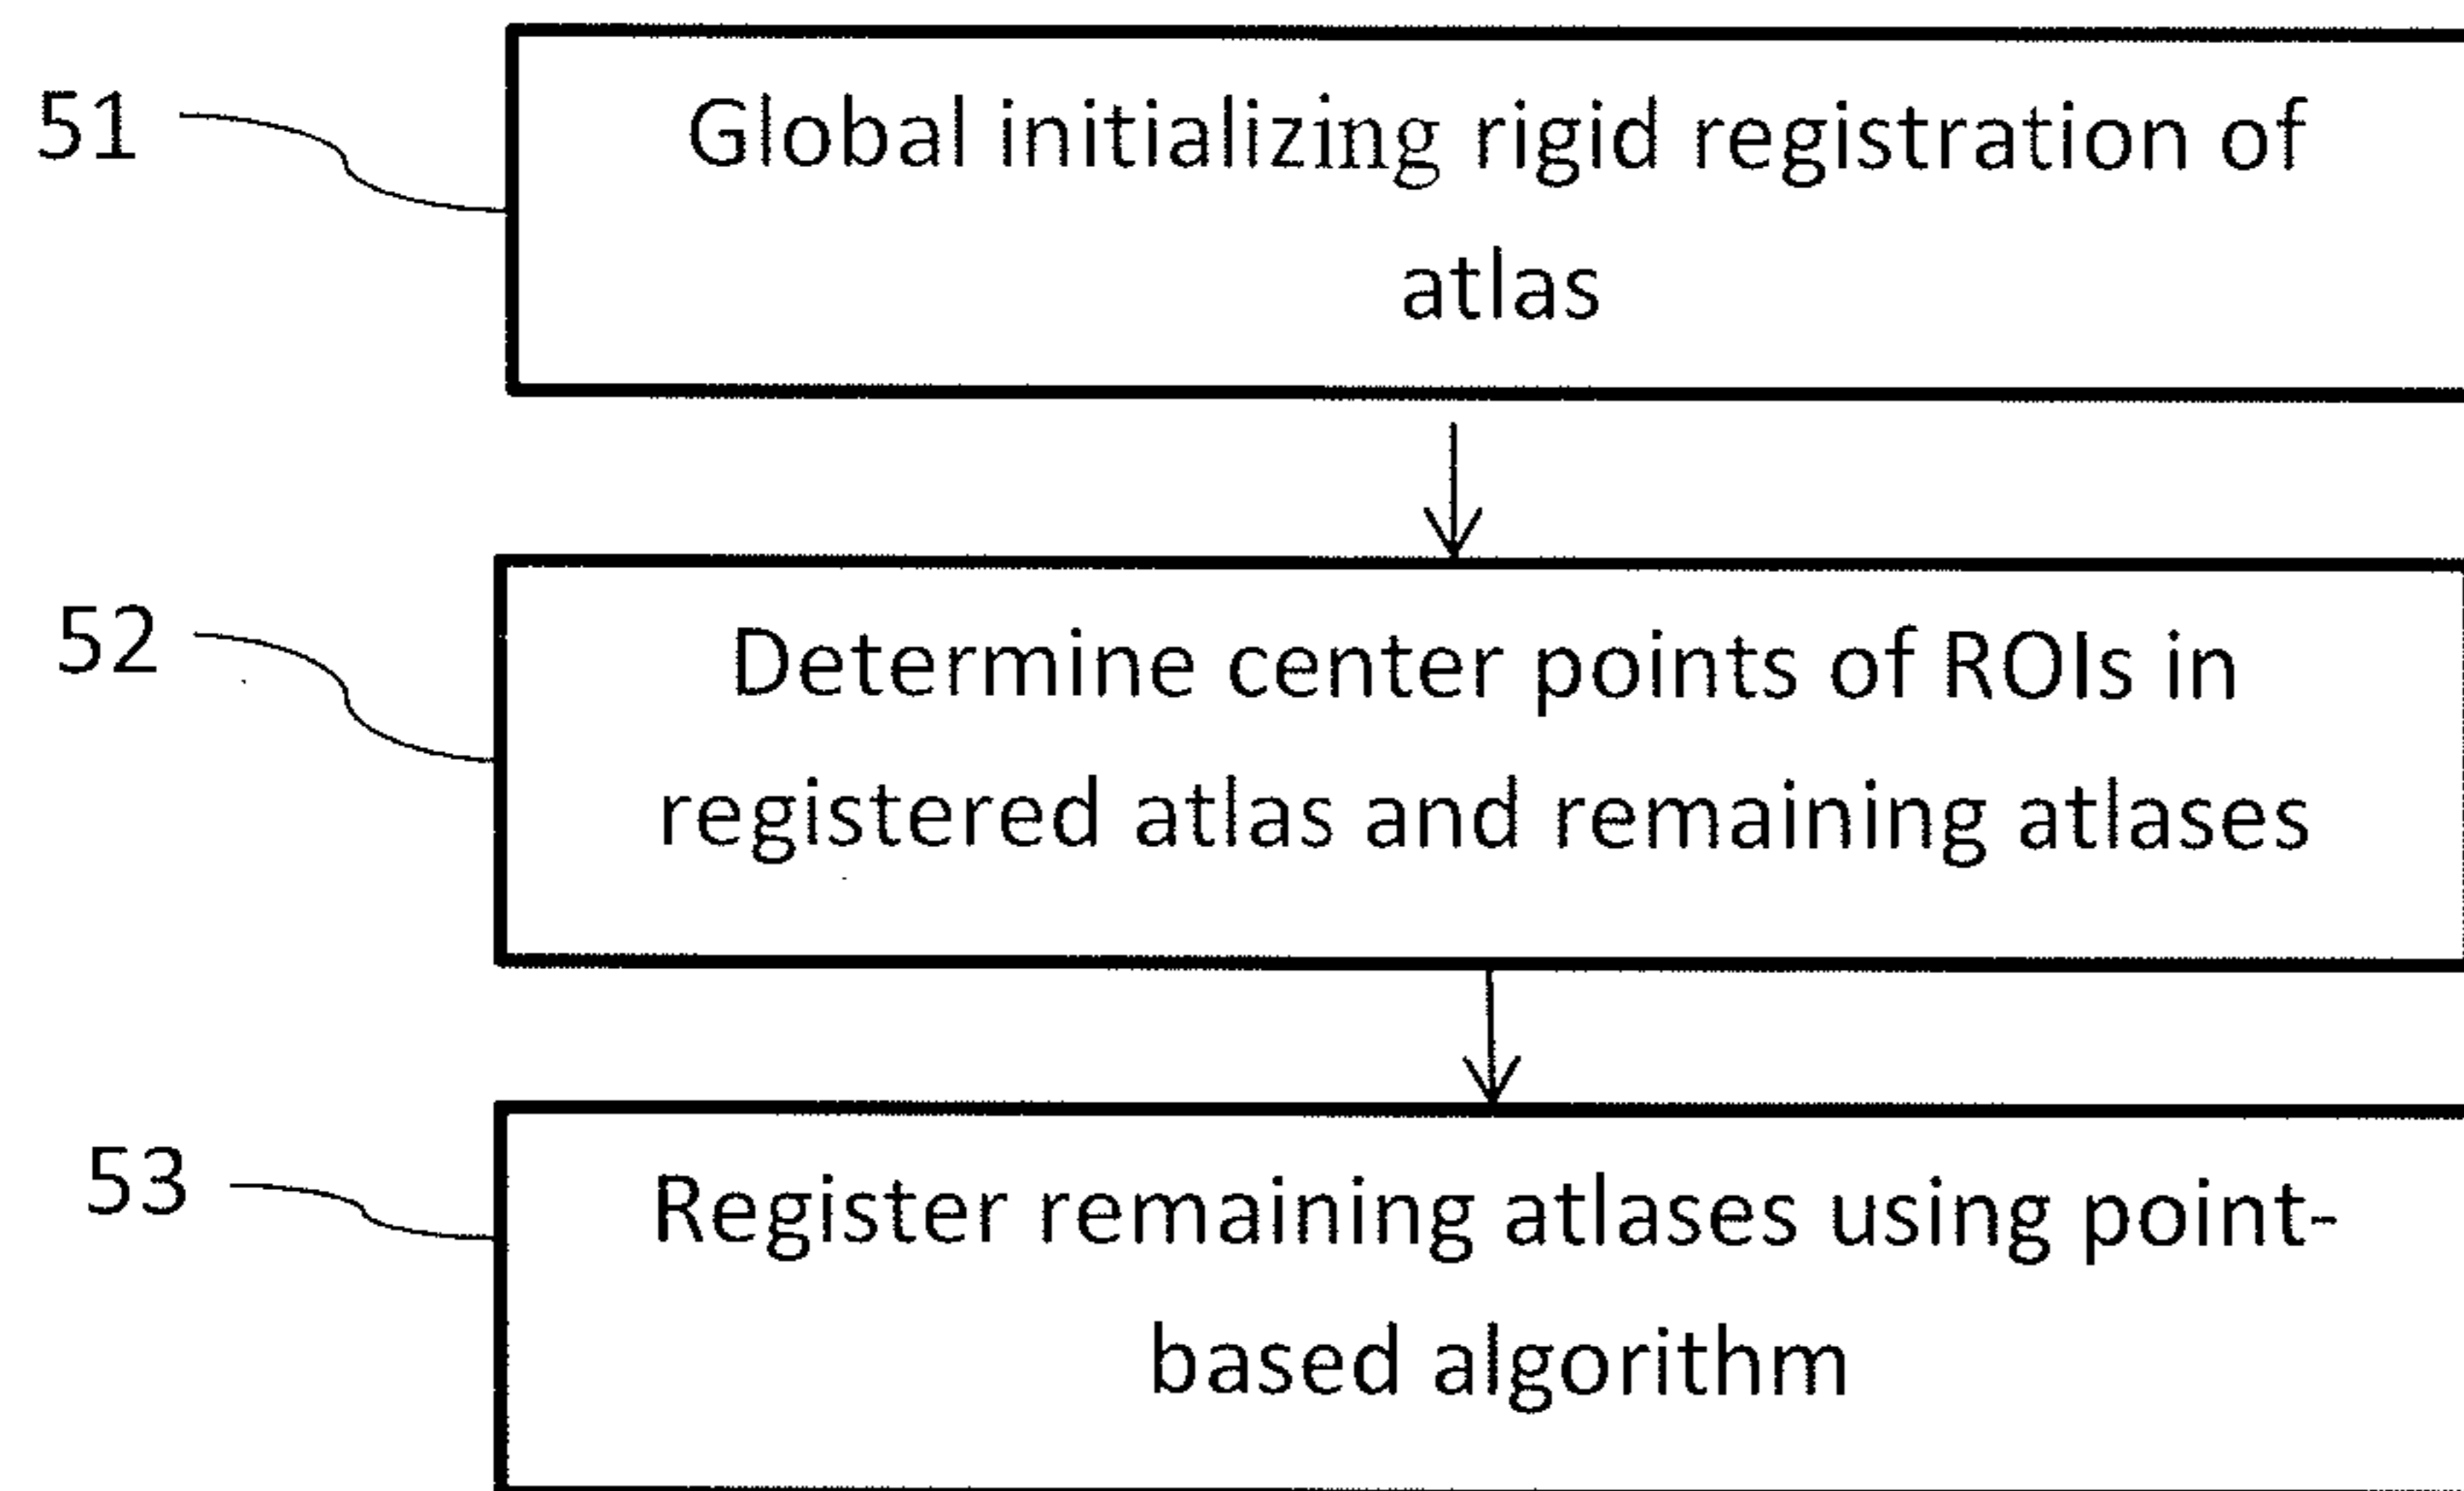 51
Global initializing rigid registration of
atlas
52
Determine center points of ROIs in
registered atlas and remaining atlases
53
Register remaining atlases using point-
based algorithm